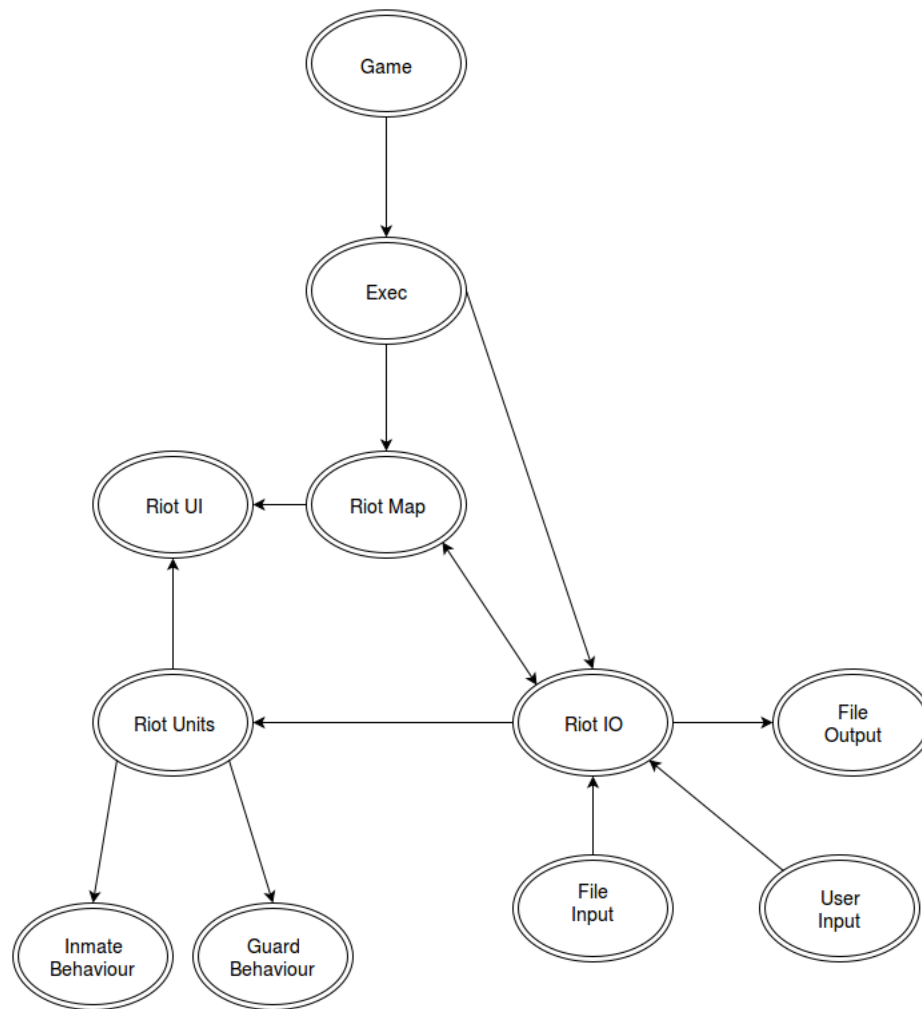 Game
Exec
Riot UI
Riot Map
Riot Units
Riot IO
File
Output
File
Input
User
Input
Inmate
Behaviour
Guard
Behaviour